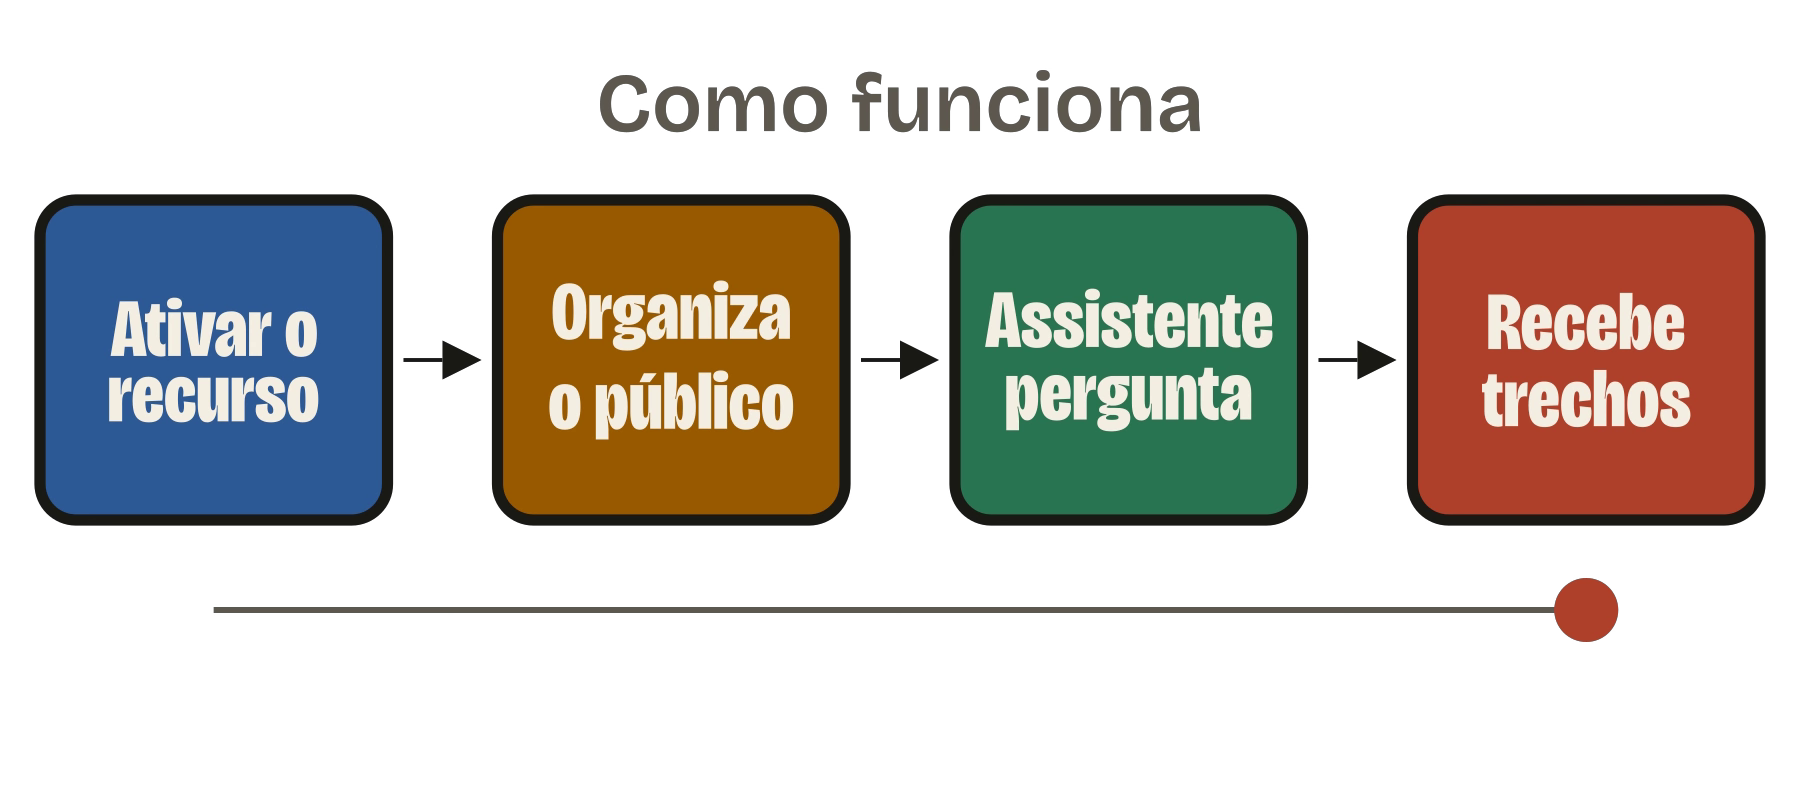 Como funciona
Ativar o
recurso
Organiza
o público
Assistente
pergunta
Recebe
trechos